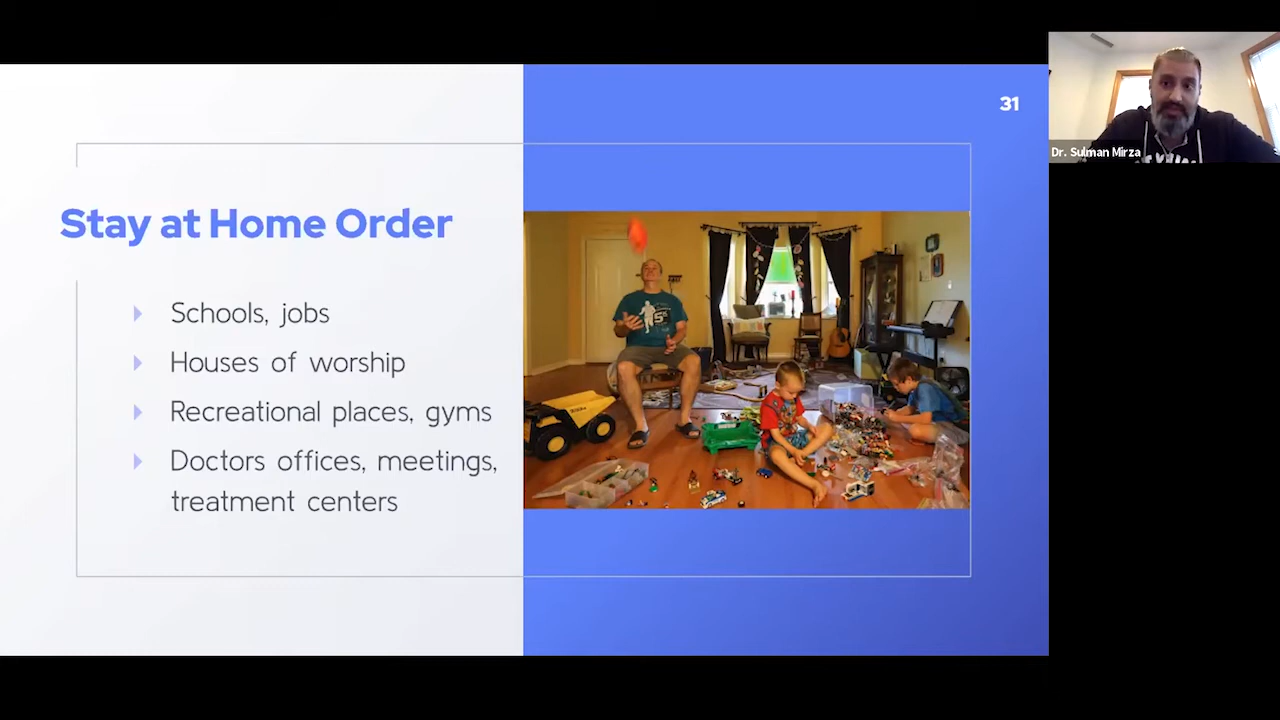 31
Dr. Sulman Mirza
Stay at Home Order
Schools, jobs
Houses of worship
Recreational places, gyms
Doctors offices, meetings,
treatment centers